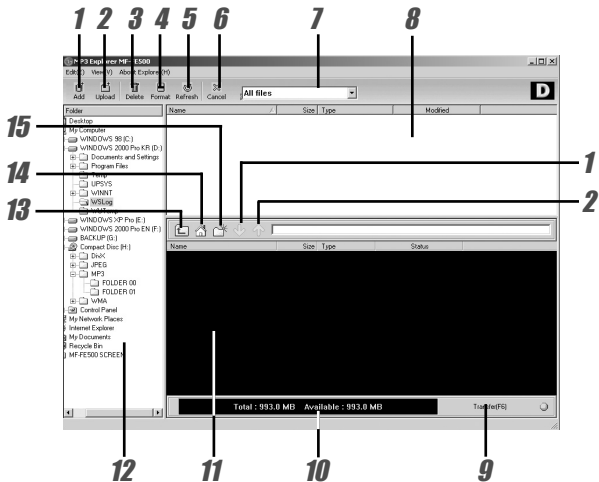 1 2 3 4 5 6 7 8
MP3 Explorer MF-FE500
Edit(E) View(V) About Explorer(H)
Add Upload Delete Format Refresh Cancel All files D
Folder
Desktop
My Computer
WINDOWS 98 (C:)
WINDOWS 2000 Pro KR (D:)
Documents and Settings
Program Files
Temp
UPSYS
WINNT
WSLog
WUTemp
WINDOWS XP Pro (E:)
WINDOWS 2000 Pro EN (F:)
BACKUP (G:)
Compact Disc (H:)
DivX
JPEG
MP3
FOLDER 00
FOLDER 01
WMA
Control Panel
My Network Places
Internet Explorer
My Documents
Recycle Bin
MF-FE500 SCREEN
Name Size Type Modified
15
14
13
1
2
Name Size Type Status
Total : 993.0 MB Available : 993.0 MB
Transfer(F6)
12 11 10 9